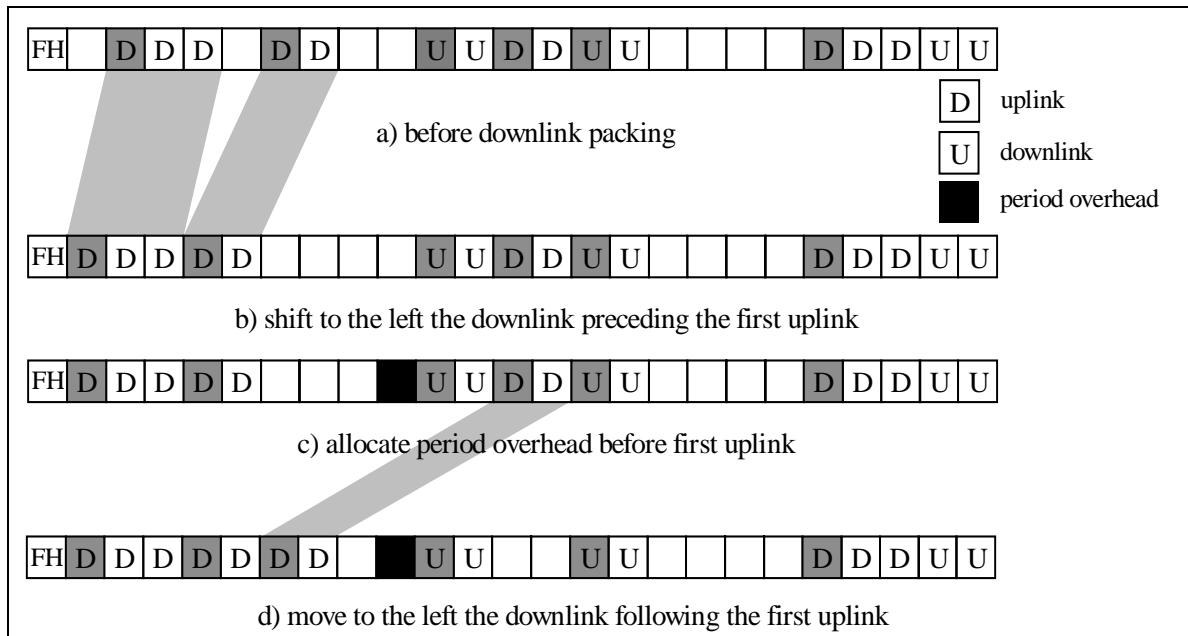 FH D D D D D U U D D U U D D D U U
D uplink
a) before downlink packing
U downlink
period overhead
FH D D D D D U U D D U U D D D U U
b) shift to the left the downlink preceding the first uplink
FH D D D D D U U D D U U D D D U U
c) allocate period overhead before first uplink
FH D D D D D D D U U U U D D D U U
d) move to the left the downlink following the first uplink